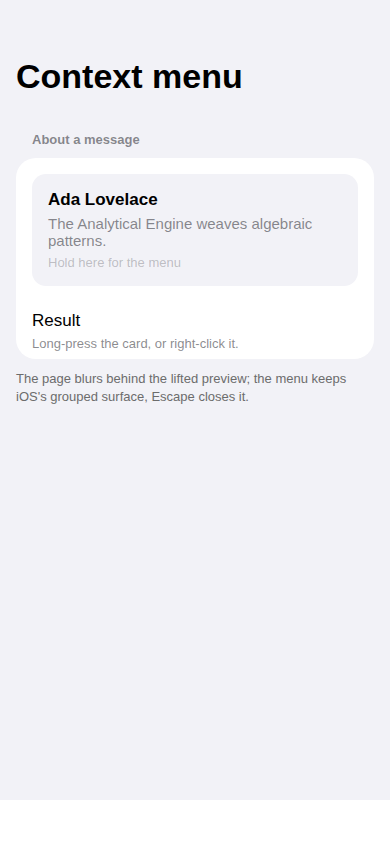 Context menu
About a message
Ada Lovelace
The Analytical Engine weaves algebraic
patterns.
Hold here for the menu
Result
Long-press the card, or right-click it.
The page blurs behind the lifted preview; the menu keeps
iOS's grouped surface, Escape closes it.